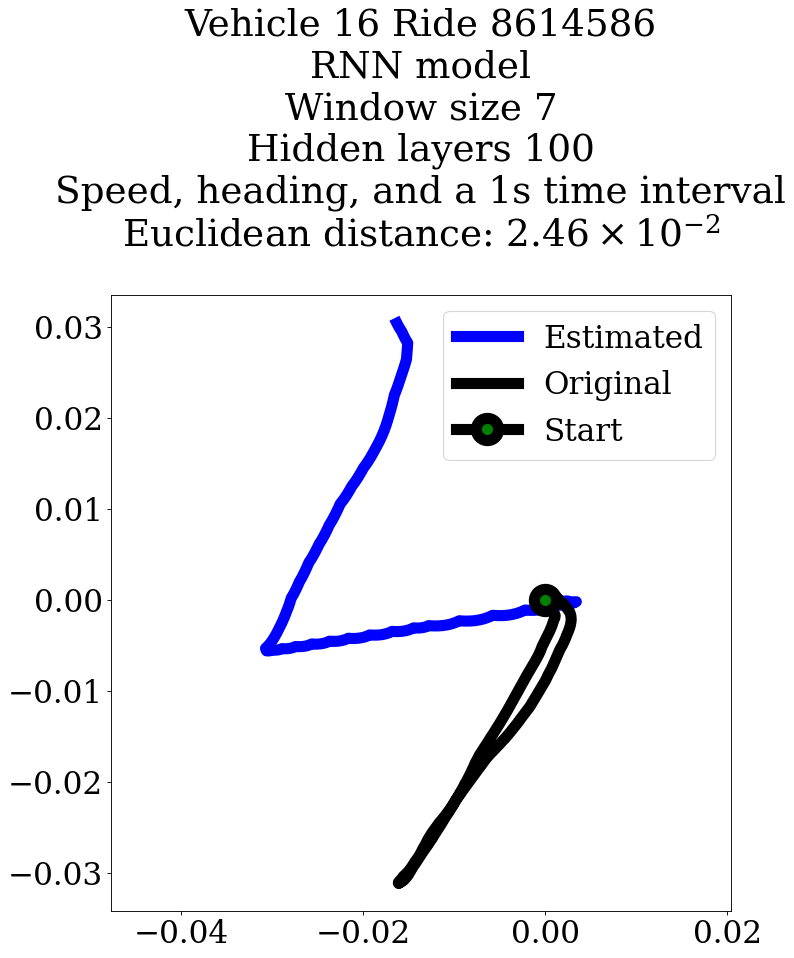 Vehicle 16 Ride 8614586
RNN model
Window size 7
Hidden layers 100
Speed, heading, and a 1s time interval
Euclidean distance: 2.46 × 10⁻²
Estimated
Original
Start
0.03
0.02
0.01
0.00
−0.01
−0.02
−0.03
−0.04 −0.02 0.00 0.02